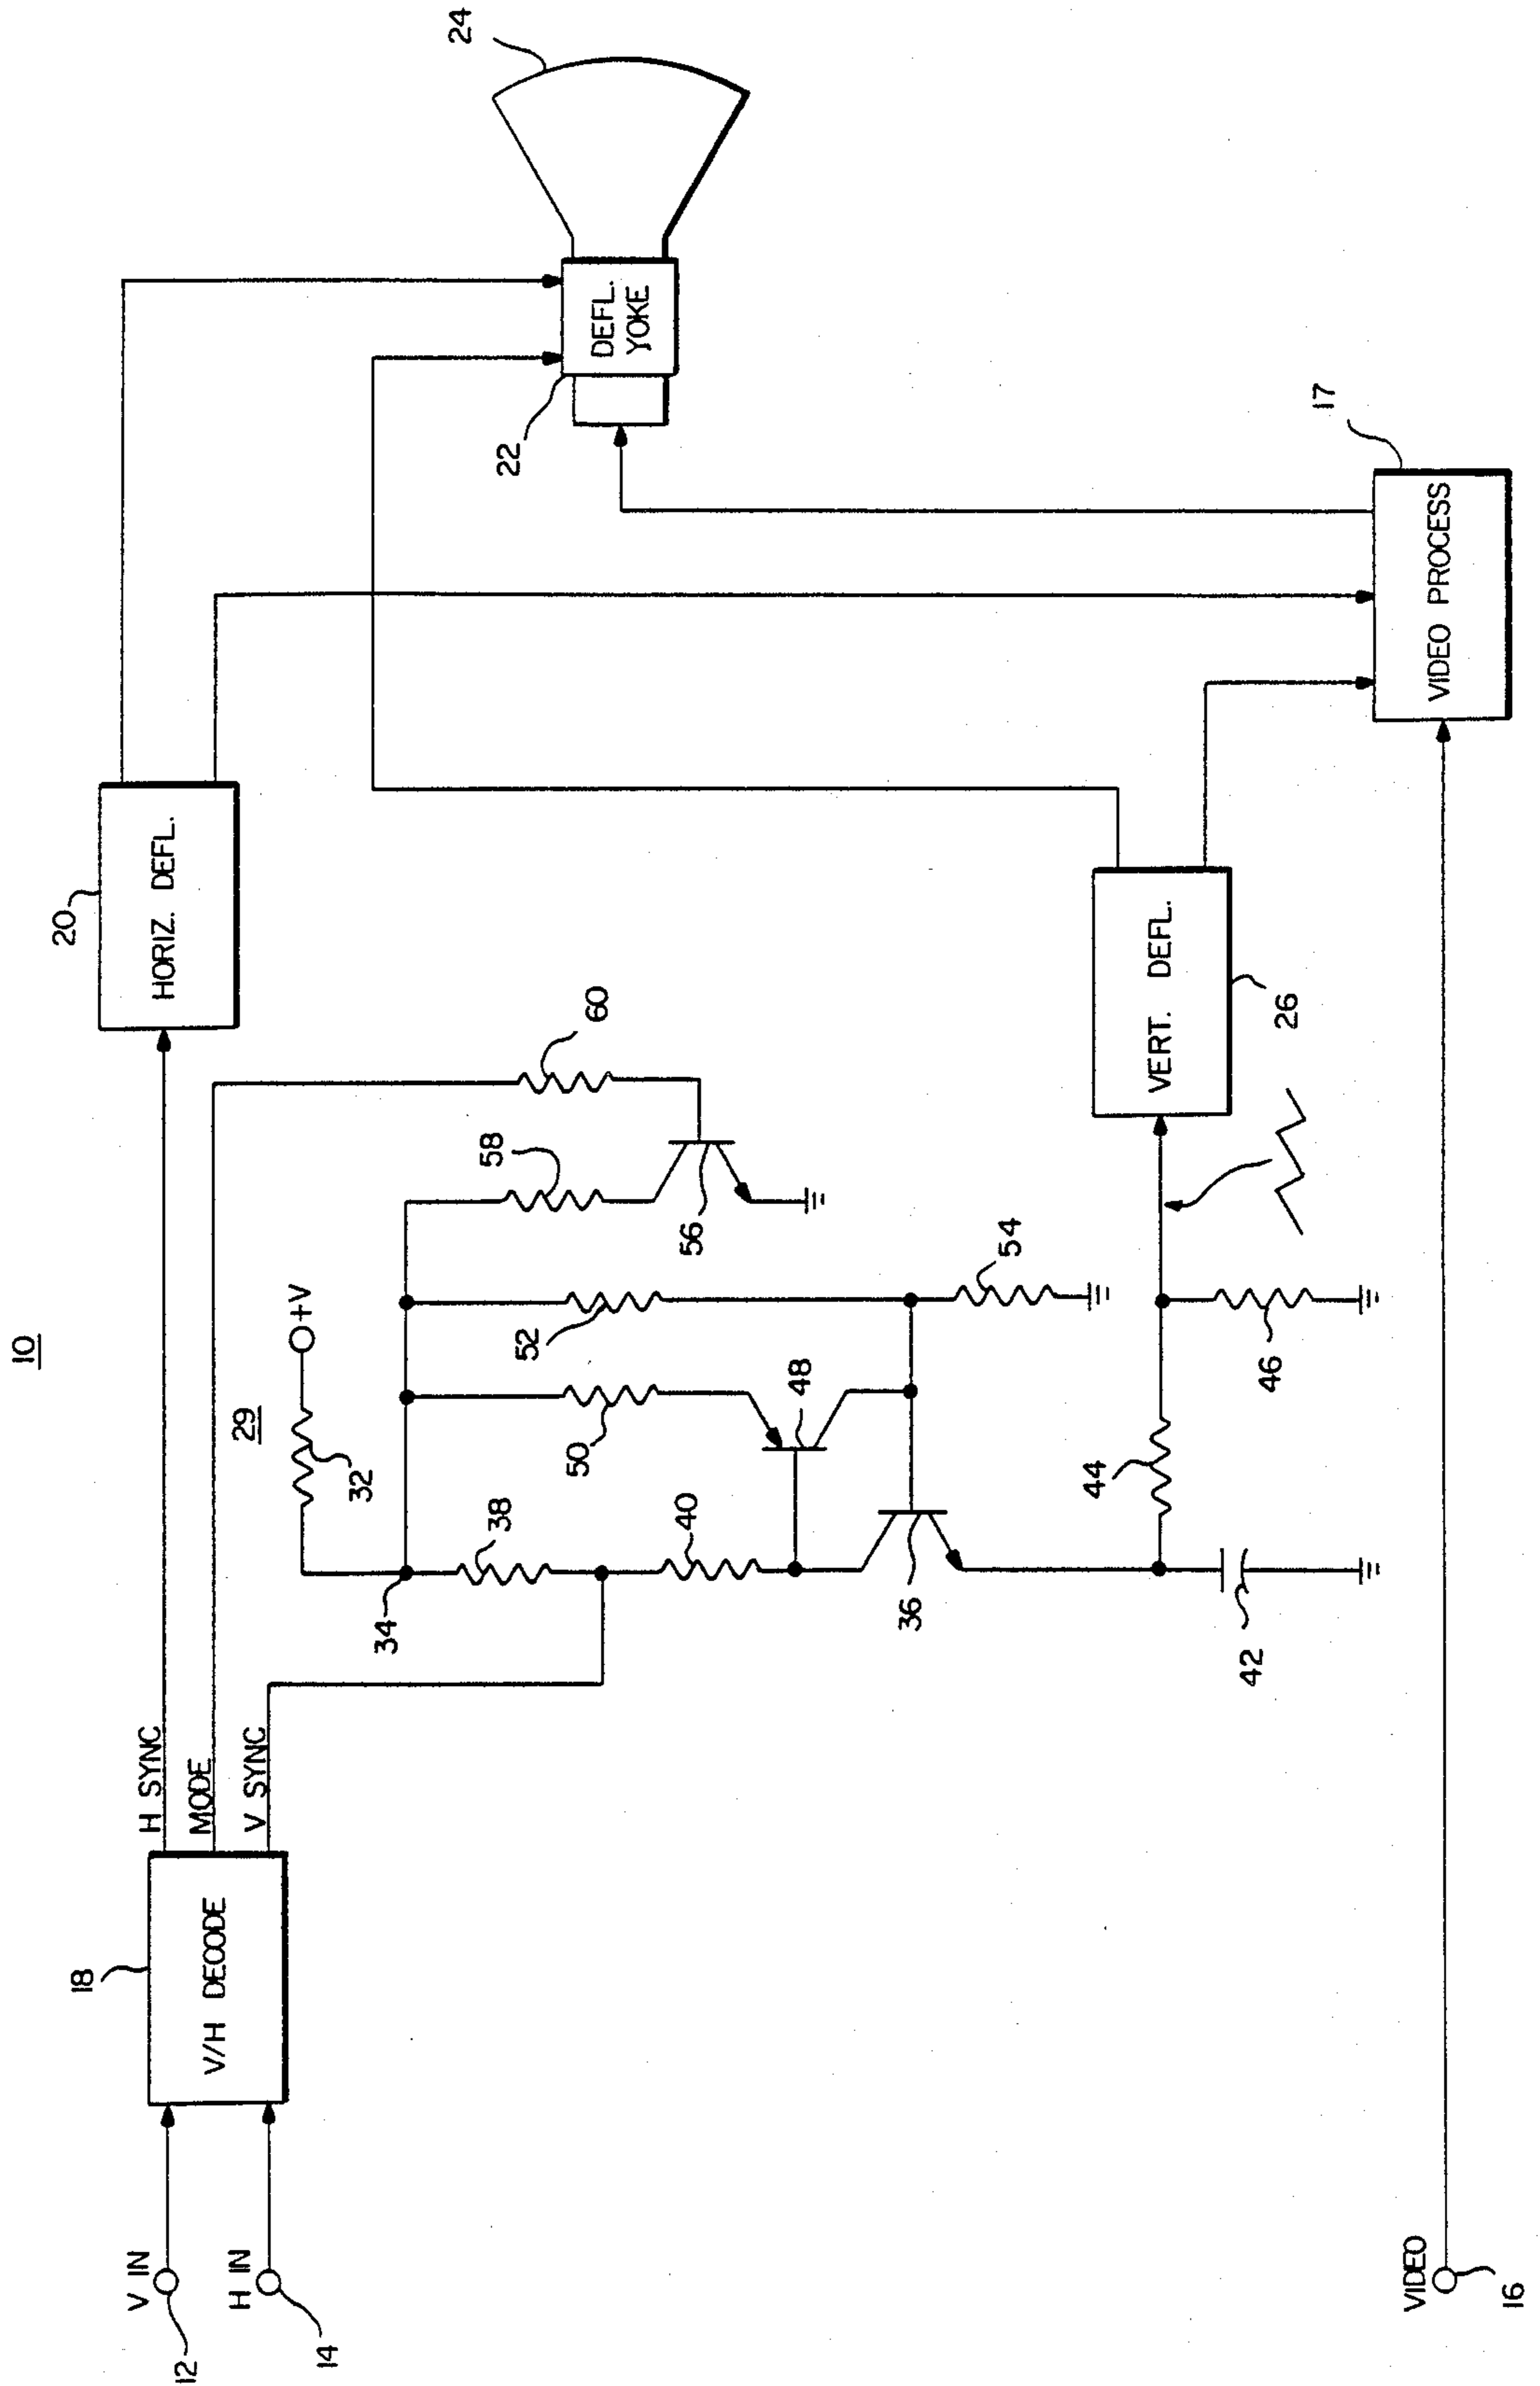 10
V IN
12
H IN
14
18
V/H DECODE
H SYNC
MODE
V SYNC
20
HORIZ. DEFL.
24
DEFL.
YOKE
22
29
+V
32
34
38
40
36
42
50
48
52
54
44
46
58
56
60
VERT. DEFL.
26
VIDEO PROCESS
17
VIDEO
16